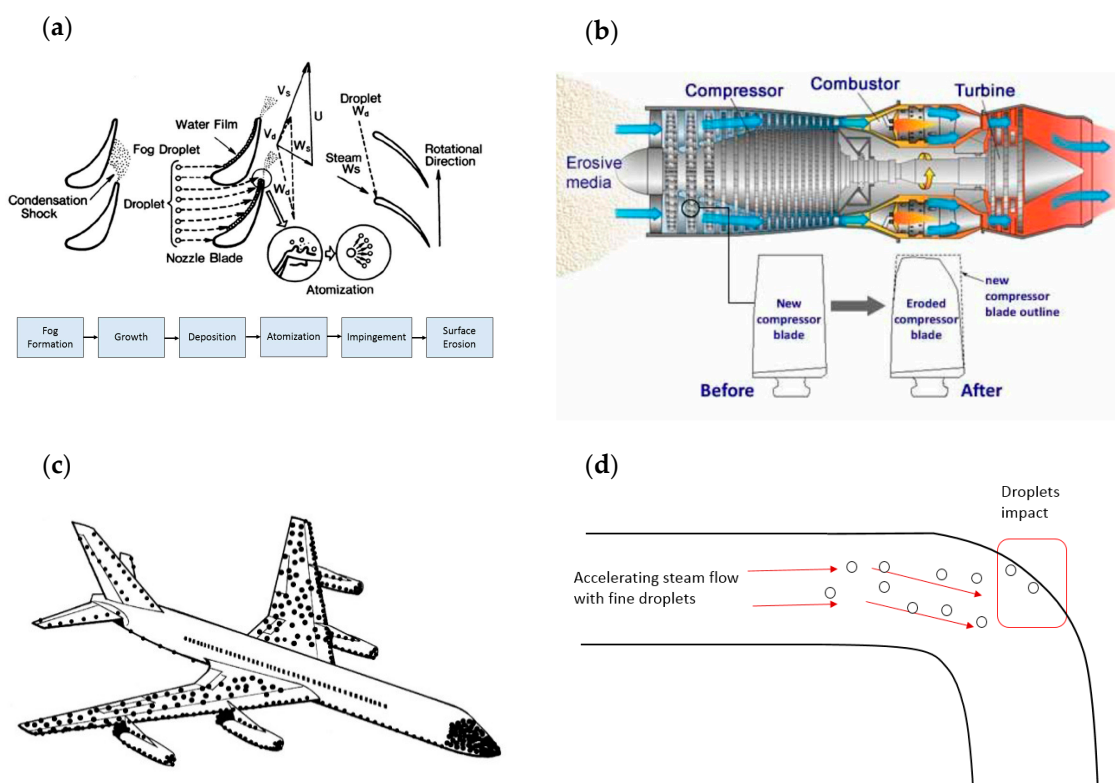 (a)
Water Film
Fog Droplet
Condensation
Shock
Droplet
Nozzle Blade
Vs
Vd
Ws
Wd
U
Droplet
Wd
Steam
Ws
Rotational
Direction
Atomization
Fog
Formation
Growth
Deposition
Atomization
Impingement
Surface
Erosion
(b)
Compressor
Combustor
Turbine
Erosive
media
New
compressor
blade
Eroded
compressor
blade
new
compressor
blade outline
Before
After
(c)
(d)
Droplets
impact
Accelerating steam flow
with fine droplets